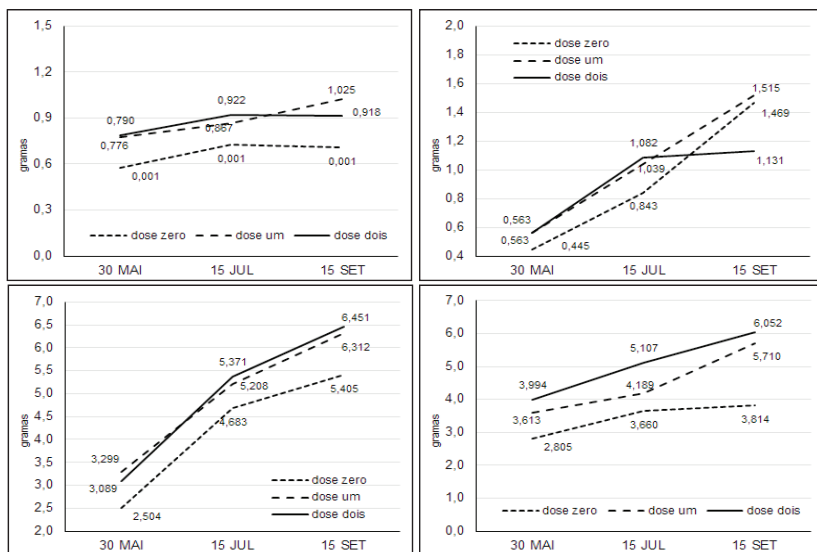 1,5
1,2
0,9
0,6
0,3
0,0
gramas
0,790
0,922
1,025
0,776
0,867
0,918
0,001
0,001
0,001
dose zero
dose um
dose dois
30 MAI
15 JUL
15 SET
2,0
1,8
1,6
1,4
1,2
1,0
0,8
0,6
0,4
gramas
dose zero
dose um
dose dois
1,515
1,469
1,082
1,039
1,131
0,843
0,563
0,563
0,445
30 MAI
15 JUL
15 SET
7,0
6,5
6,0
5,5
5,0
4,5
4,0
3,5
3,0
2,5
2,0
gramas
6,451
6,312
5,371
5,208
5,405
4,683
3,299
3,089
2,504
dose zero
dose um
dose dois
30 MAI
15 JUL
15 SET
7,0
6,0
5,0
4,0
3,0
2,0
1,0
0,0
gramas
6,052
5,107
5,710
3,994
4,189
3,613
3,660
3,814
2,805
dose zero
dose um
dose dois
30 MAI
15 JUL
15 SET